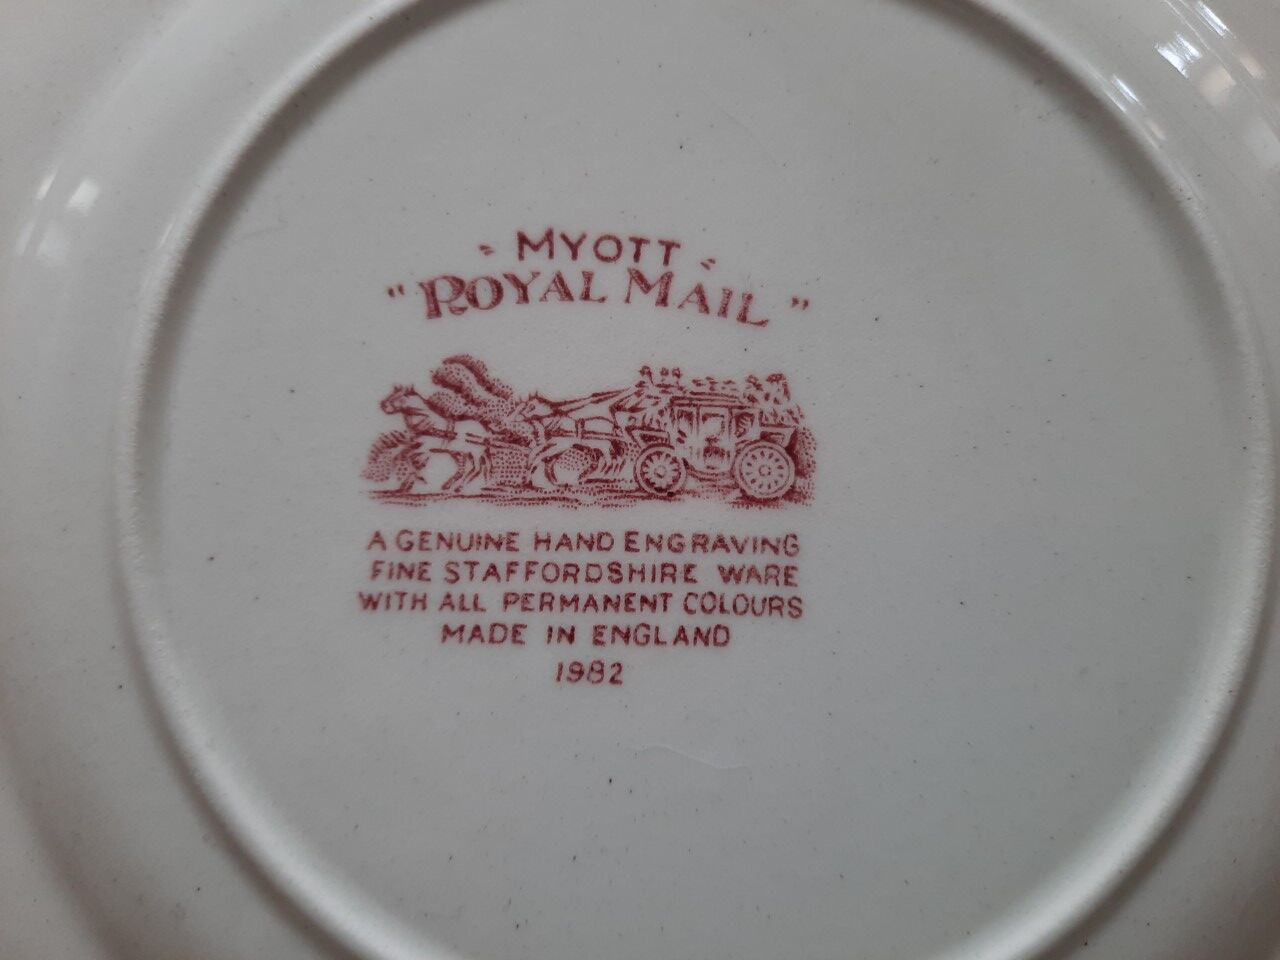 MYOTT
"ROYAL MAIL"
A GENUINE HAND ENGRAVING
FINE STAFFORDSHIRE WARE
WITH ALL PERMANENT COLOURS
MADE IN ENGLAND
1982